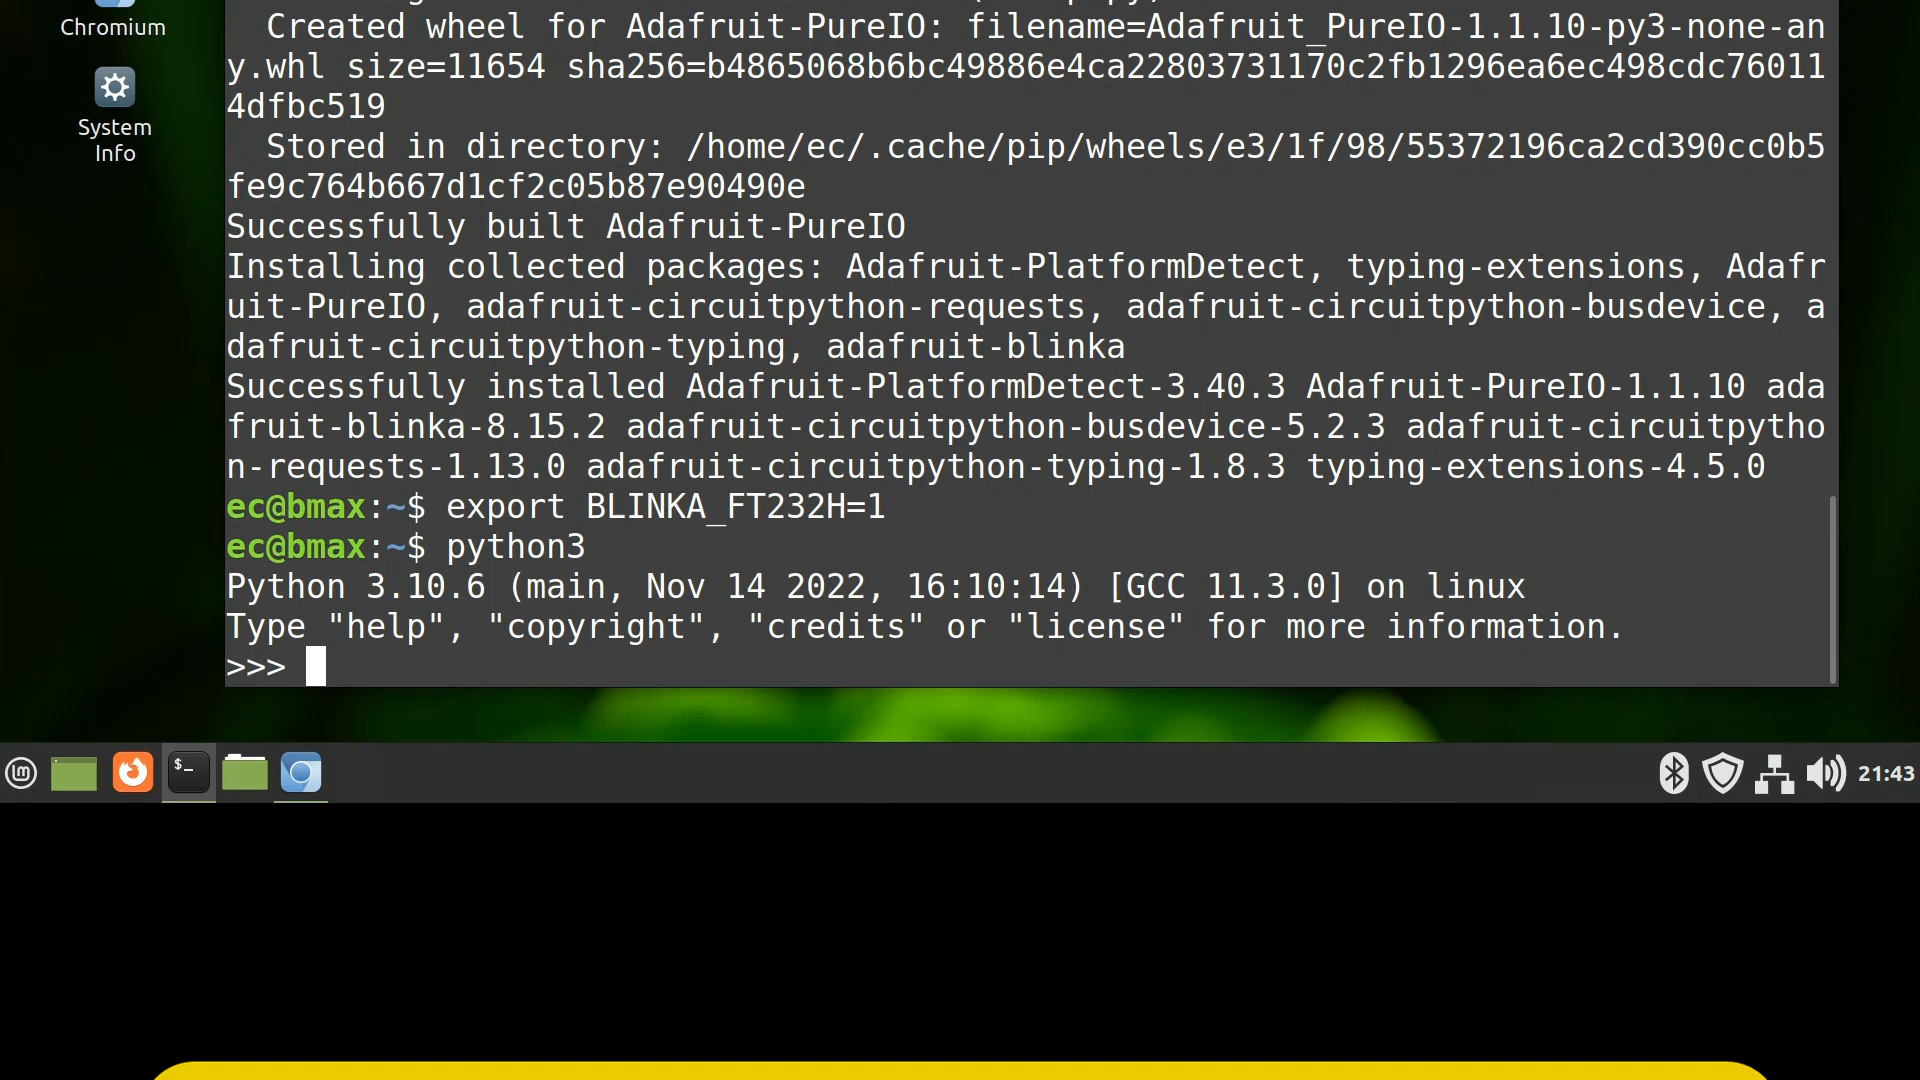 Chromium
System
Info
Created wheel for Adafruit-PureIO: filename=Adafruit_PureIO-1.1.10-py3-none-an
y.whl size=11654 sha256=b4865068b6bc49886e4ca22803731170c2fb1296ea6ec498cdc76011
4dfbc519
Stored in directory: /home/ec/.cache/pip/wheels/e3/1f/98/55372196ca2cd390cc0b5
fe9c764b667d1cf2c05b87e90490e
Successfully built Adafruit-PureIO
Installing collected packages: Adafruit-PlatformDetect, typing-extensions, Adafr
uit-PureIO, adafruit-circuitpython-requests, adafruit-circuitpython-busdevice, a
dafruit-circuitpython-typing, adafruit-blinka
Successfully installed Adafruit-PlatformDetect-3.40.3 Adafruit-PureIO-1.1.10 ada
fruit-blinka-8.15.2 adafruit-circuitpython-busdevice-5.2.3 adafruit-circuitpytho
n-requests-1.13.0 adafruit-circuitpython-typing-1.8.3 typing-extensions-4.5.0
ec@bmax:~$ export BLINKA_FT232H=1
ec@bmax:~$ python3
Python 3.10.6 (main, Nov 14 2022, 16:10:14) [GCC 11.3.0] on linux
Type "help", "copyright", "credits" or "license" for more information.
>>>
$_
21:43